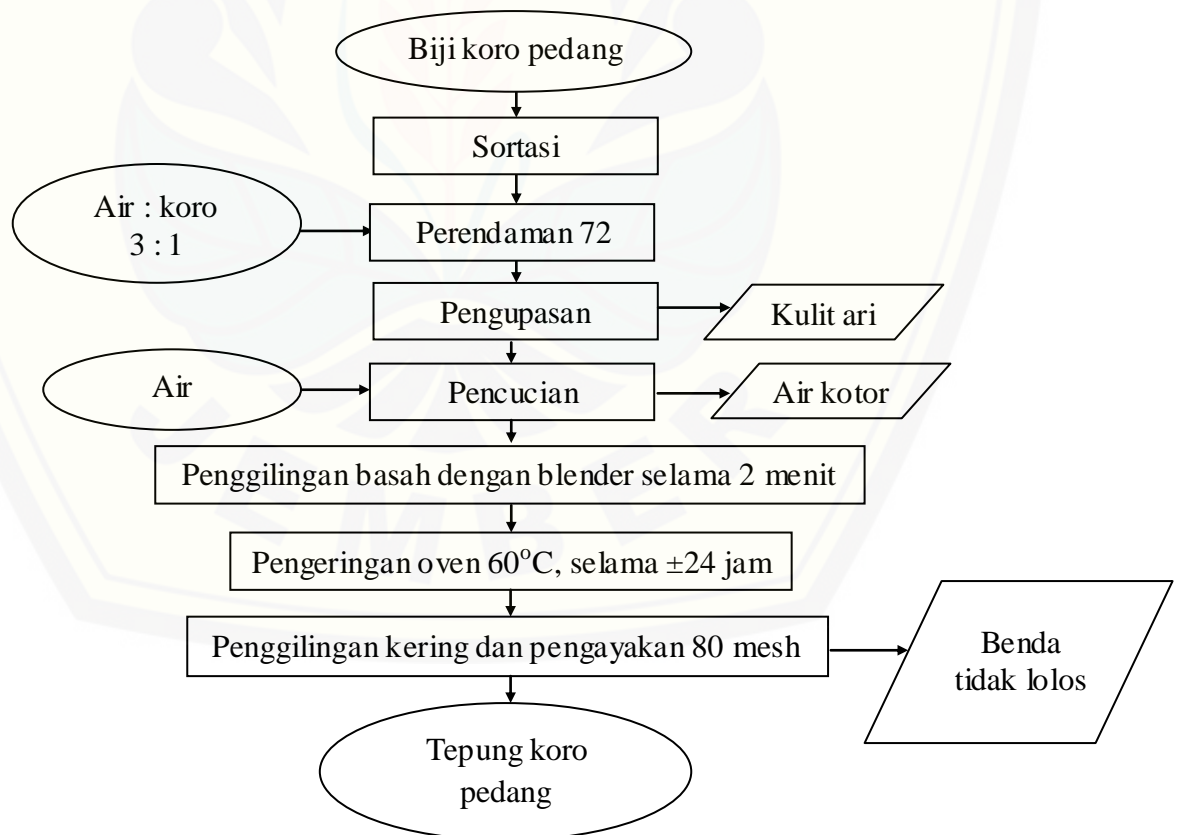 Biji koro pedang
Sortasi
Air : koro
3 : 1
Perendaman 72
Pengupasan
Kulit ari
Air
Pencucian
Air kotor
Penggilingan basah dengan blender selama 2 menit
Pengeringan oven 60°C, selama ±24 jam
Penggilingan kering dan pengayakan 80 mesh
Benda
tidak lolos
Tepung koro
pedang